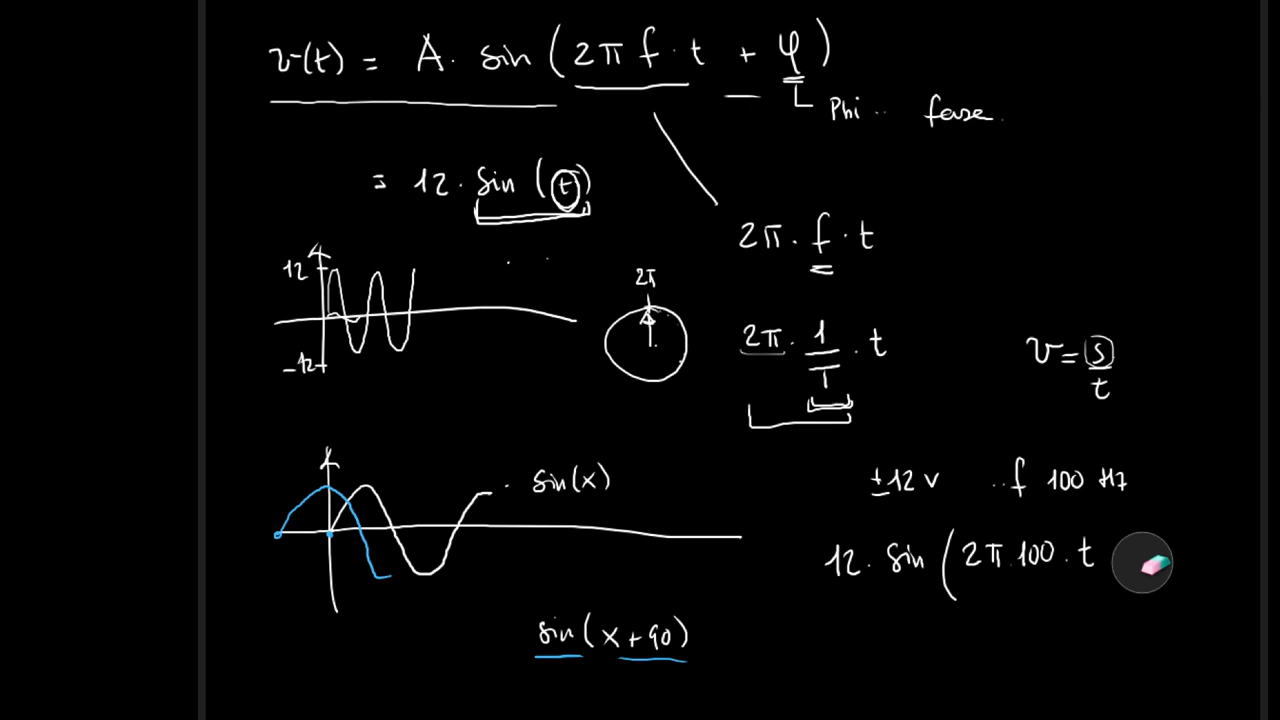 v(t) = A · sin (2π f · t + φ)
Phi .. fase.
= 12 · sin (t)
2π · f · t
12
-12
2π
2π · 1/T · t
v = s/t
sin(x)
±12 v .. f 100 Hz
12 · sin (2π 100 · t
sin(x+90)